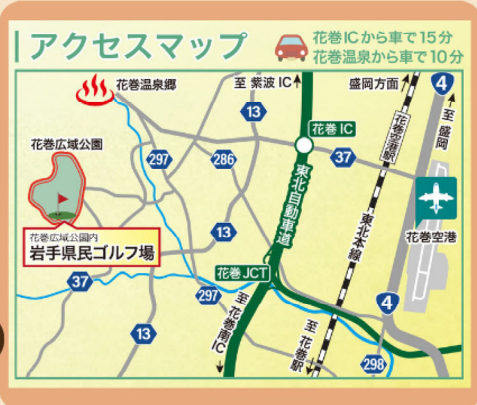 アクセスマップ
花巻ICから車で15分
花巻温泉から車で10分
花巻温泉郷
至 紫波IC
盛岡方面
4
至 盛岡
13
花巻IC
花巻空港駅
花巻広域公園
297
286
37
東北自動車道
東北本線
花巻空港
花巻広域公園内
岩手県民ゴルフ場
13
花巻JCT
37
297
4
至 花巻南IC
至 花巻駅
13
298